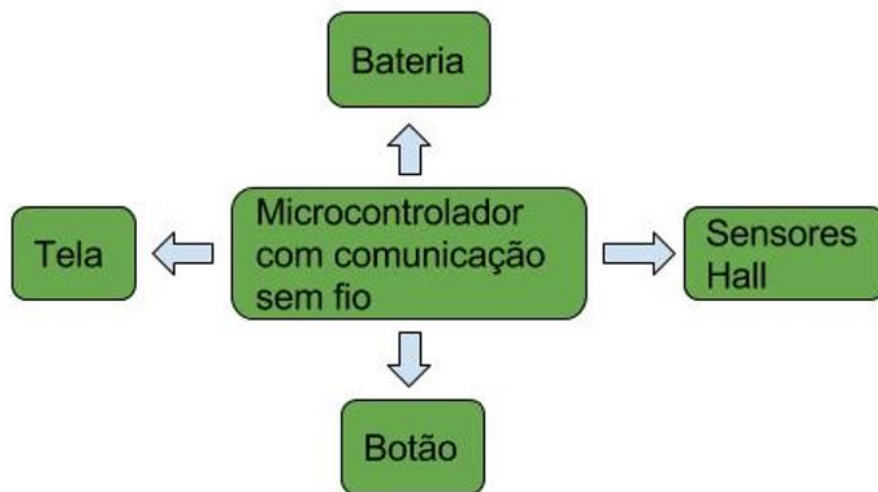 Bateria
Tela
Microcontrolador
com comunicação
sem fio
Sensores
Hall
Botão